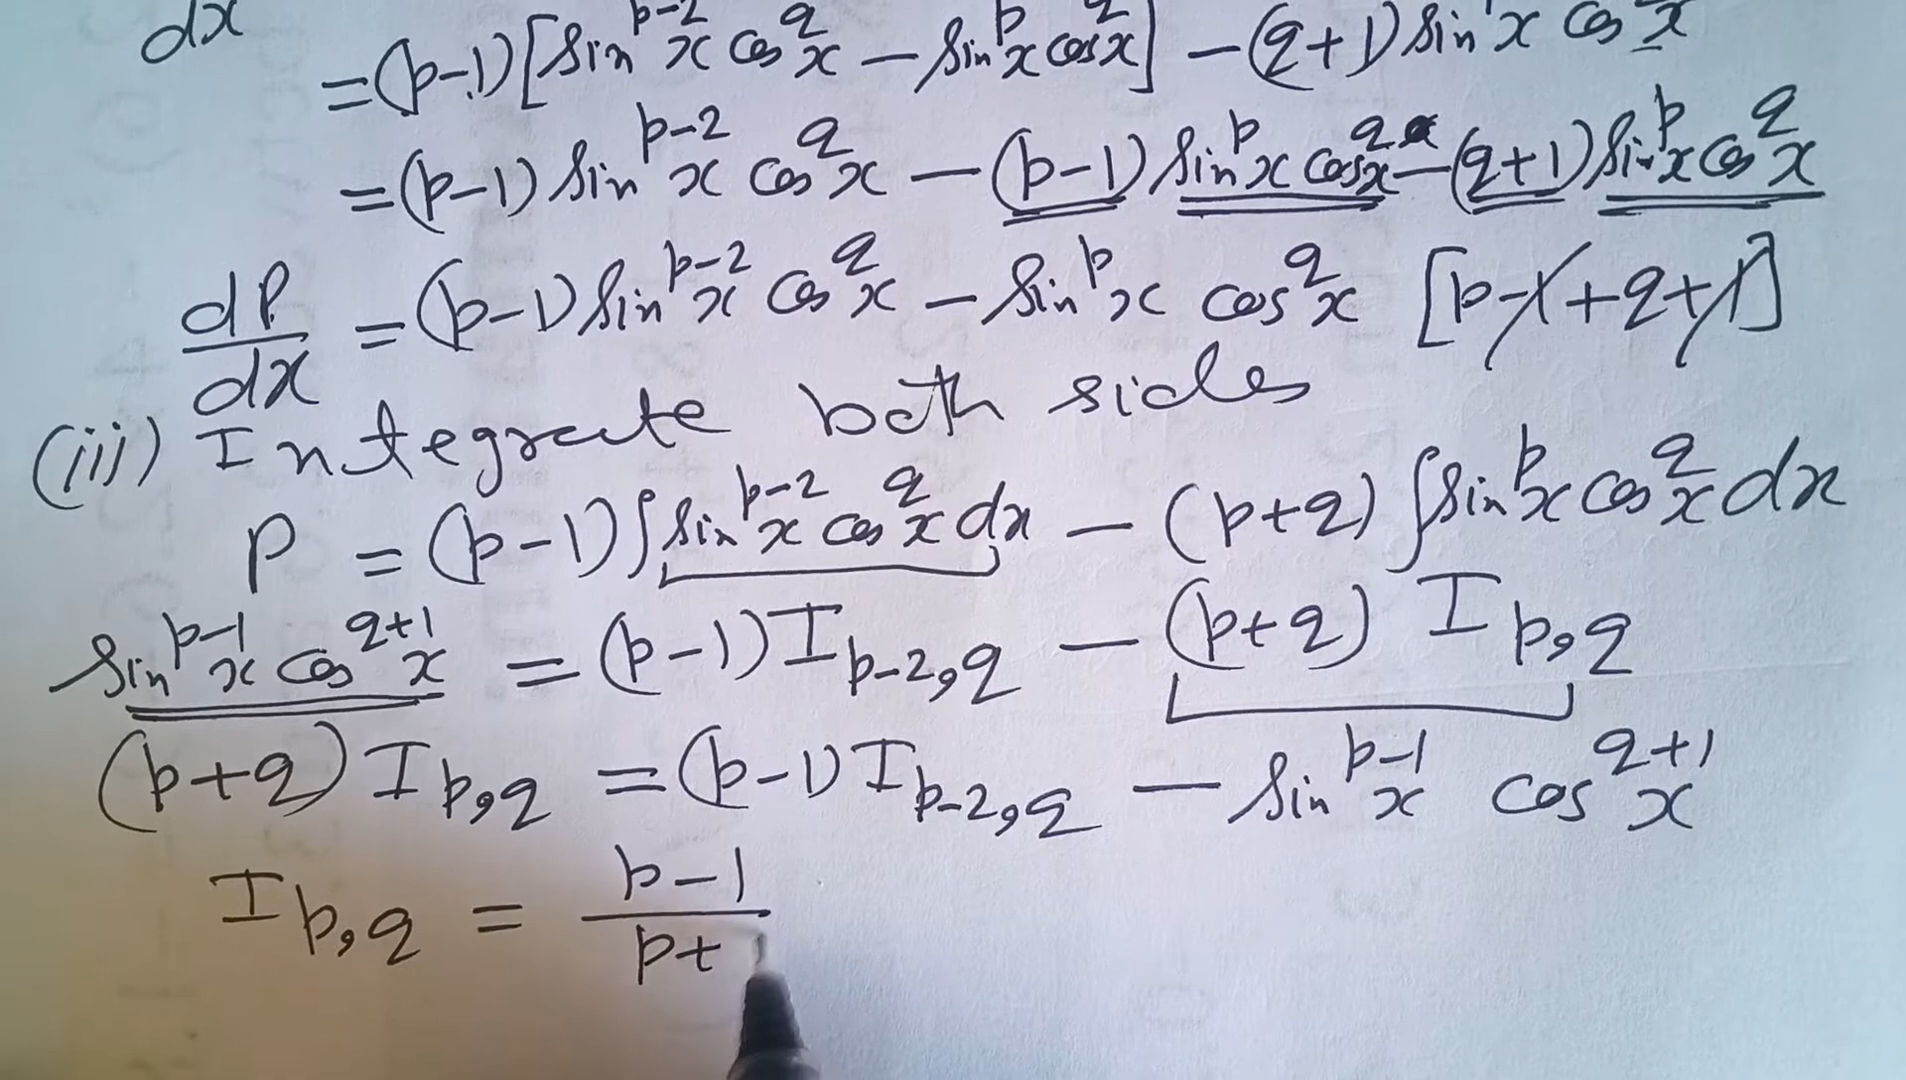 dx
=(p-1)[sin^{p-2}x cos^{q}x - sin^{p}x cos^{q}x] - (q+1) sin^{p}x cos^{q}x
=(p-1) sin^{p-2}x cos^{q}x - (p-1) sin^{p}x cos^{q}x - (q+1) sin^{p}x cos^{q}x
dP/dx = (p-1) sin^{p-2}x cos^{q}x - sin^{p}x cos^{q}x [p-1+q+1]
(iii) Integrate both sides
P = (p-1)∫sin^{p-2}x cos^{q}x dx - (p+q)∫sin^{p}x cos^{q}x dx
sin^{p-1}x cos^{q+1}x = (p-1)I_{p-2,q} - (p+q) I_{p,q}
(p+q) I_{p,q} = (p-1) I_{p-2,q} - sin^{p-1}x cos^{q+1}x
I_{p,q} = p-1/p+